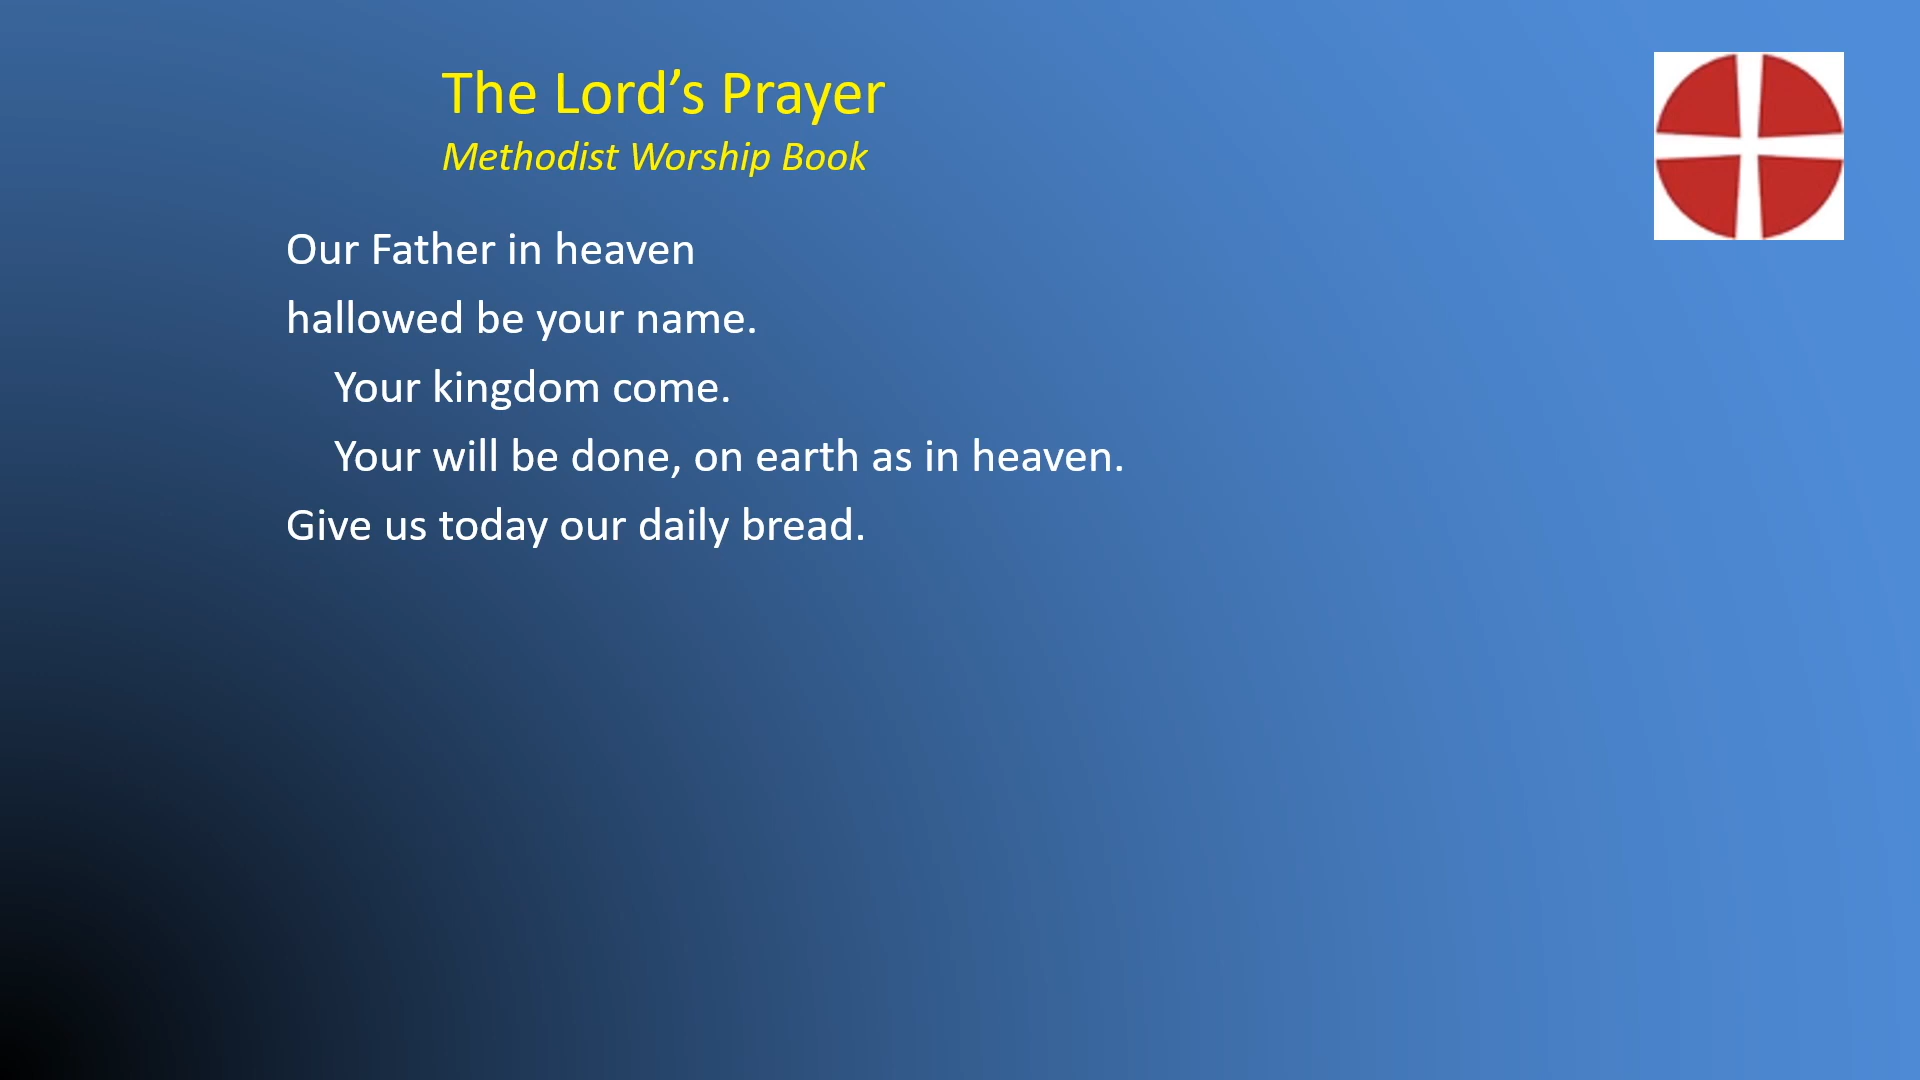 The Lord’s Prayer
Methodist Worship Book
Our Father in heaven
hallowed be your name.
Your kingdom come.
Your will be done, on earth as in heaven.
Give us today our daily bread.